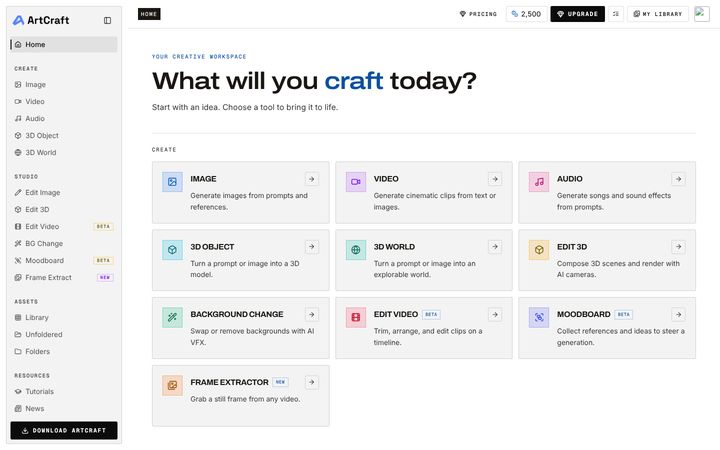 ArtCraft
Home
CREATE
Image
Video
Audio
3D Object
3D World
STUDIO
Edit Image
Edit 3D
Edit Video BETA
BG Change
Moodboard BETA
Frame Extract NEW
ASSETS
Library
Unfoldered
Folders
RESOURCES
Tutorials
News
DOWNLOAD ARTCRAFT
HOME
PRICING
2,500
UPGRADE
MY LIBRARY
YOUR CREATIVE WORKSPACE
What will you craft today?
Start with an idea. Choose a tool to bring it to life.
CREATE
IMAGE
Generate images from prompts and
references.
VIDEO
Generate cinematic clips from text or
images.
AUDIO
Generate songs and sound effects
from prompts.
3D OBJECT
Turn a prompt or image into a 3D
model.
3D WORLD
Turn a prompt or image into an
explorable world.
EDIT 3D
Compose 3D scenes and render with
AI cameras.
BACKGROUND CHANGE
Swap or remove backgrounds with AI
VFX.
EDIT VIDEO BETA
Trim, arrange, and edit clips on a
timeline.
MOODBOARD BETA
Collect references and ideas to steer a
generation.
FRAME EXTRACTOR NEW
Grab a still frame from any video.